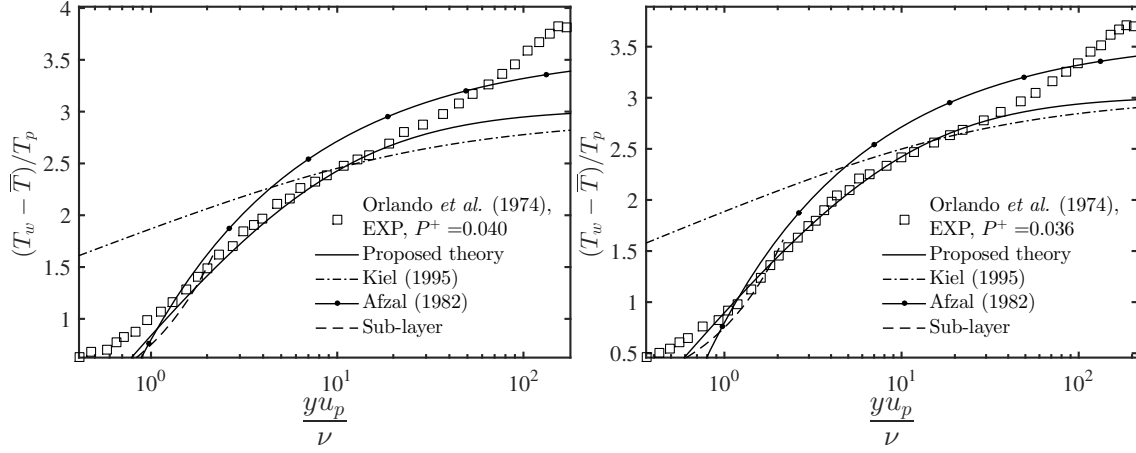 4
3.5
3
2.5
2
1.5
1
(T_w − T̅)/T_p
Orlando et al. (1974),
EXP, P⁺ =0.040
Proposed theory
Kiel (1995)
Afzal (1982)
Sub-layer
10⁰ 10¹ 10²
yu_p
ν
3.5
3
2.5
2
1.5
1
0.5
(T_w − T̅)/T_p
Orlando et al. (1974),
EXP, P⁺ =0.036
Proposed theory
Kiel (1995)
Afzal (1982)
Sub-layer
10⁰ 10¹ 10²
yu_p
ν